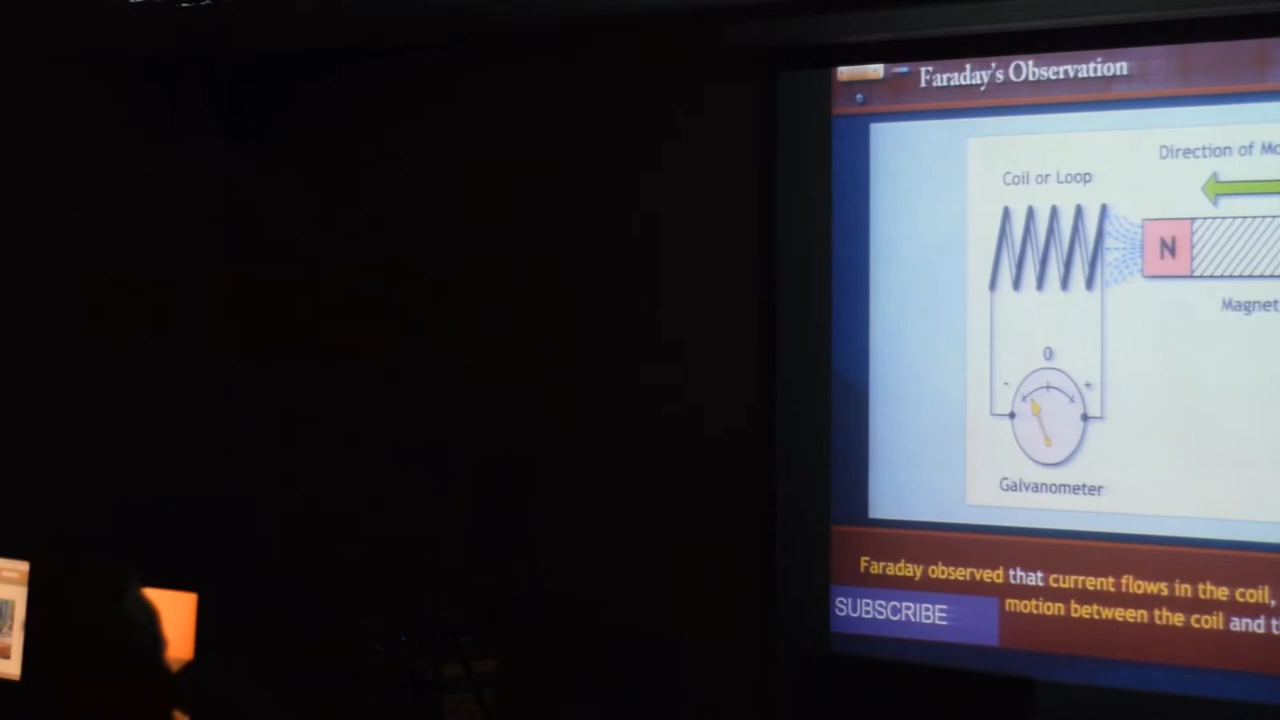 Faraday's Observation
Direction of Mo
Coil or Loop
N
Magnet
0
- +
Galvanometer
Faraday observed that current flows in the coil,
motion between the coil and t
SUBSCRIBE